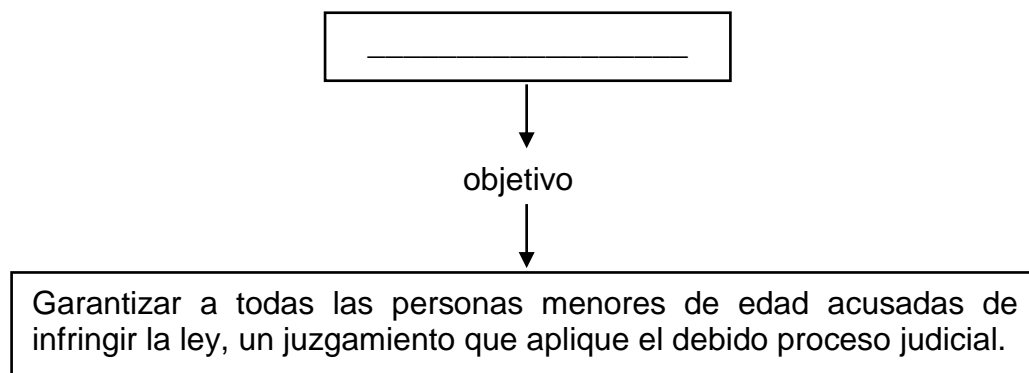 __________________
objetivo
Garantizar a todas las personas menores de edad acusadas de
infringir la ley, un juzgamiento que aplique el debido proceso judicial.